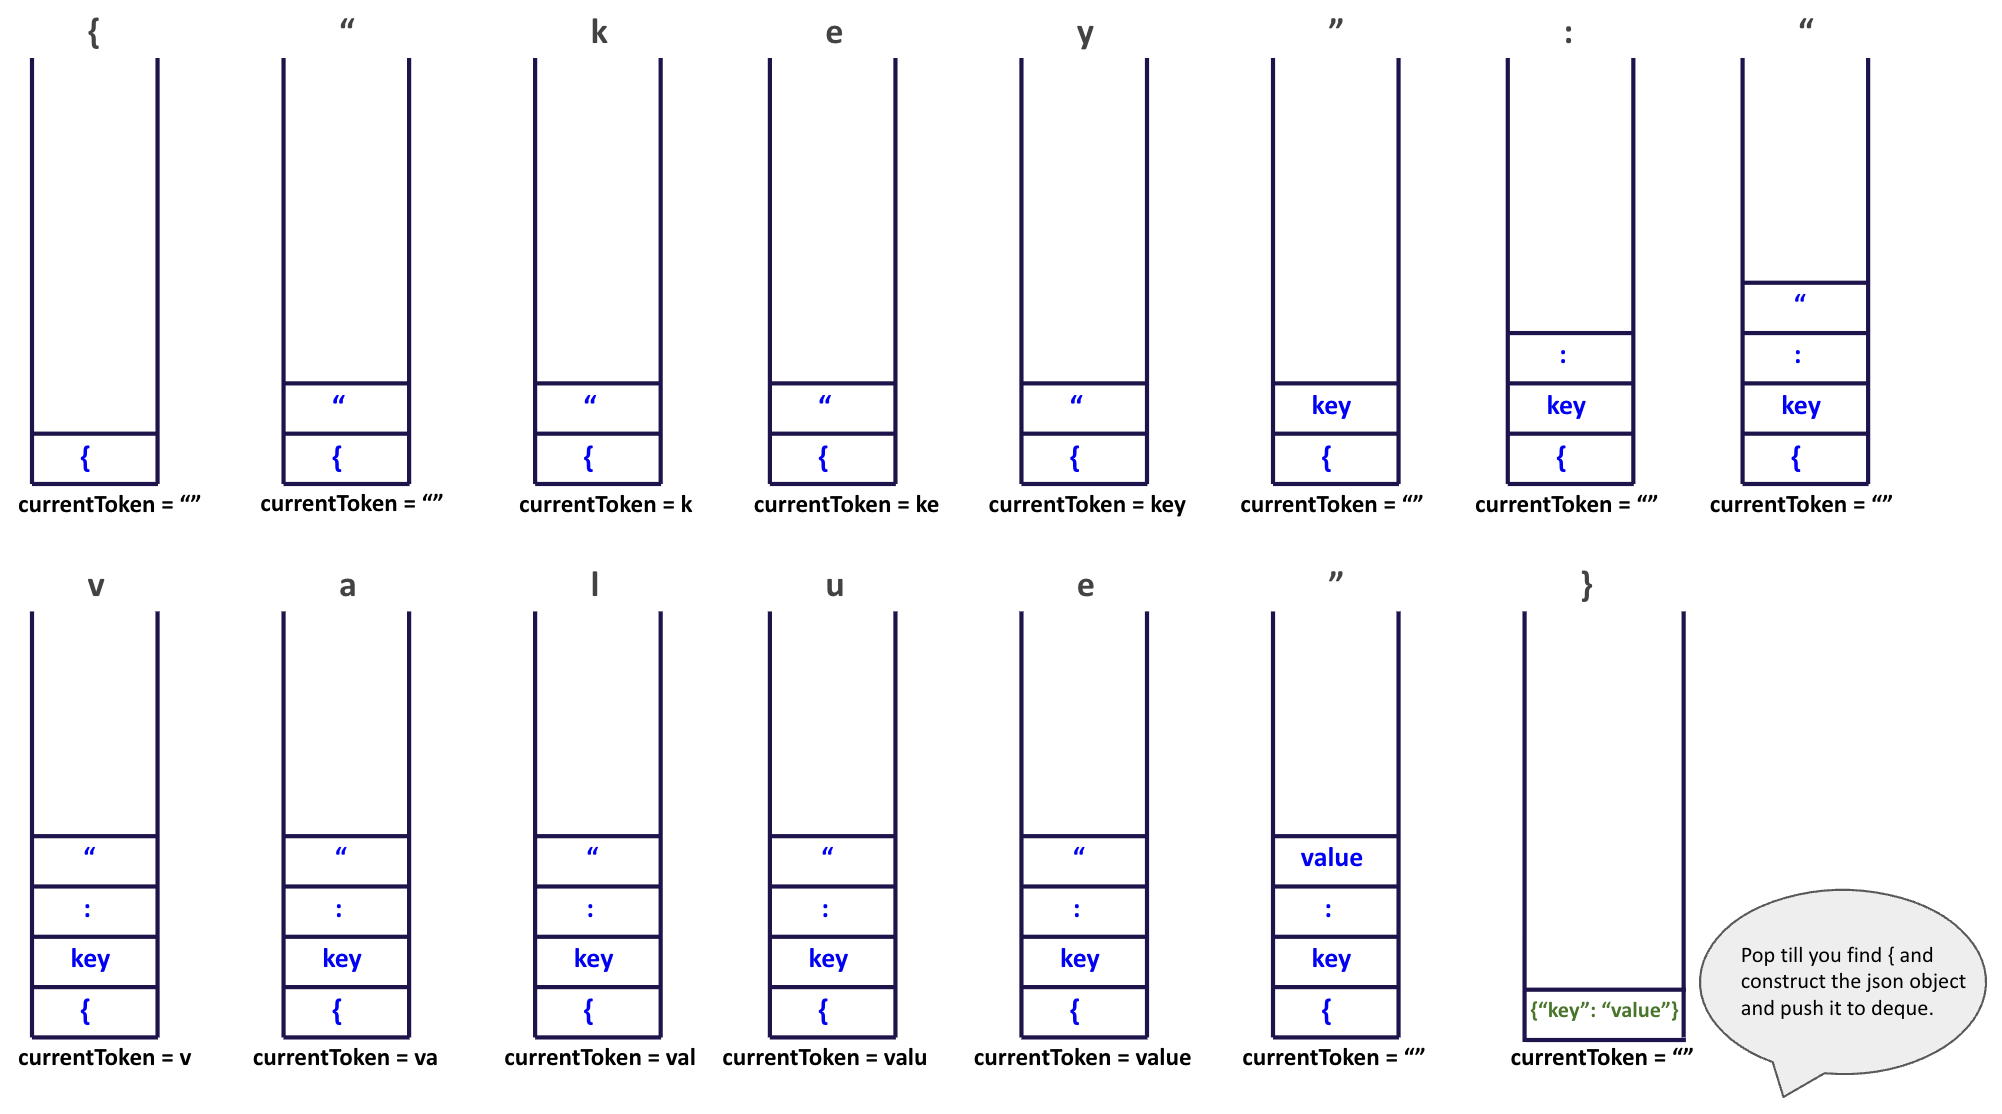 { “ k e y ” : “
“
“ “ “ “ : :
“ “ “ “ key key key
{ { { { { { { {
currentToken = “” currentToken = “” currentToken = k currentToken = ke currentToken = key currentToken = “” currentToken = “” currentToken = “”
v a l u e ” }
“ “ “ “ “ value
: : : : : :
key key key key key key
{ { { { { { {“key”: “value”}
currentToken = v currentToken = va currentToken = val currentToken = valu currentToken = value currentToken = “” currentToken = “”
Pop till you find { and
construct the json object
and push it to deque.